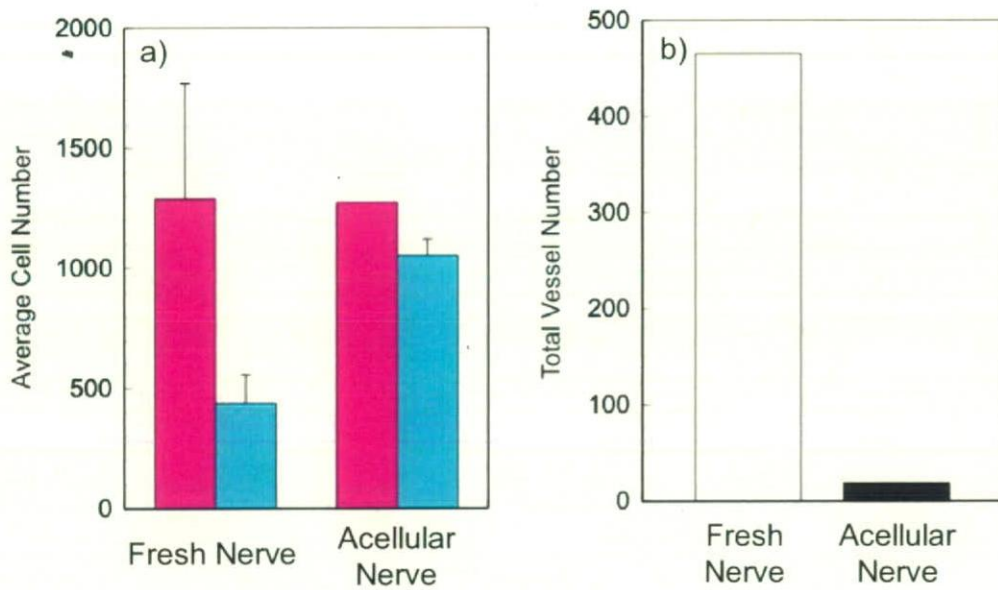 a)
Average Cell Number
2000
1500
1000
500
0
Fresh Nerve
Acellular
Nerve
b)
Total Vessel Number
500
400
300
200
100
0
Fresh
Nerve
Acellular
Nerve